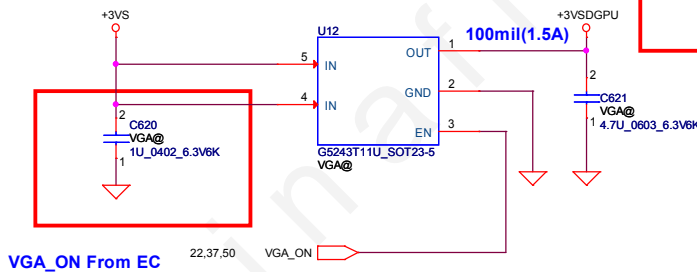 +3VS
+3VSDGPU
U12
100mil(1.5A)
OUT
1
5
IN
2
GND
2
4
IN
C621
VGA@
2
C620
VGA@
3
EN
1
4.7U_0603_6.3V6K
1
1U_0402_6.3V6K
G5243T11U_SOT23-5
VGA@
VGA_ON From EC
22,37,50
VGA_ON